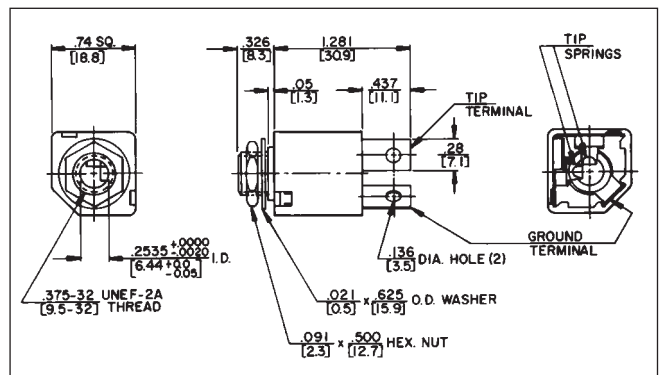 .74 SQ.
[18.8]
.326
[8.3]
1.281
[30.9]
.05
[1.3]
.437
[11.1]
TIP
TERMINAL
.28
[7.1]
TIP
SPRINGS
.2535 +.0000 -.0020 I.D.
[6.44 +0.0 -0.05]
.375-32 UNEF-2A
[9.5-32] THREAD
.136 DIA. HOLE (2)
[3.5]
GROUND
TERMINAL
.021 x .625 O.D. WASHER
[0.5] [15.9]
.091 x .500 HEX. NUT
[2.3] [12.7]